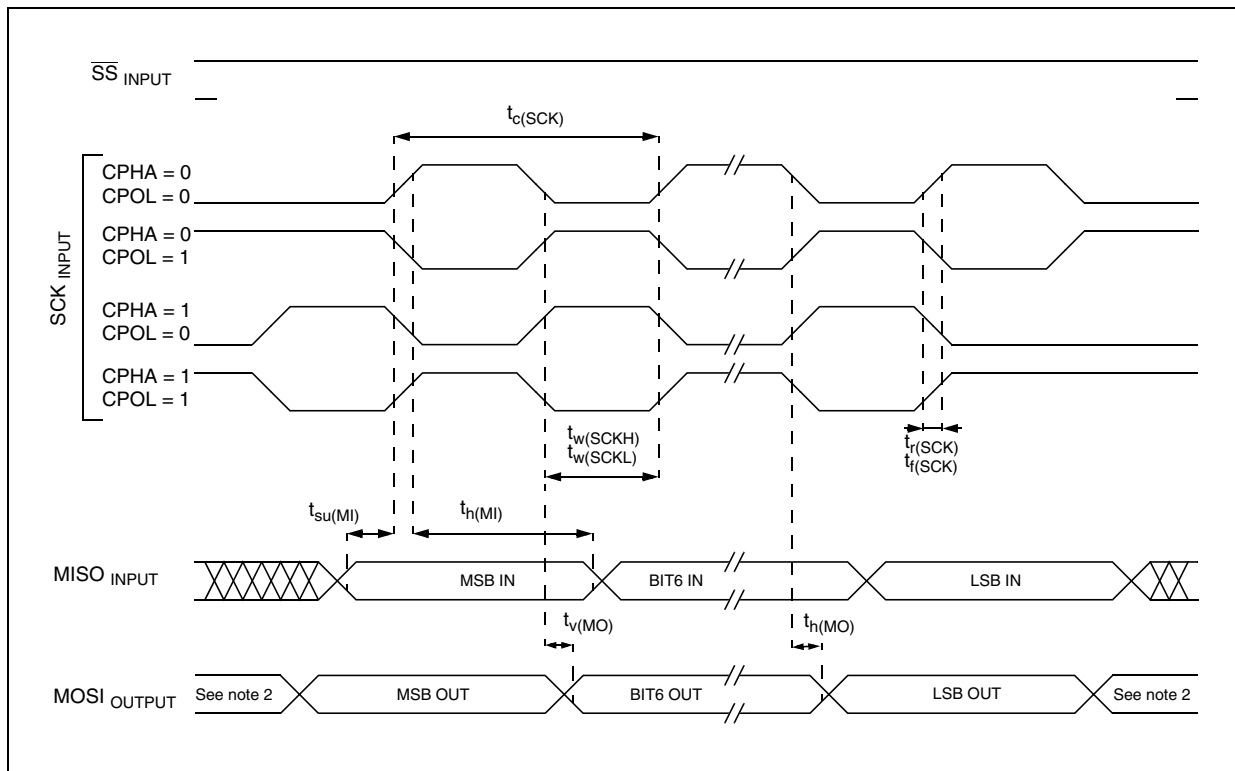 SS INPUT
tc(SCK)
SCK INPUT
CPHA = 0
CPOL = 0
CPHA = 0
CPOL = 1
CPHA = 1
CPOL = 0
CPHA = 1
CPOL = 1
tw(SCKH)
tw(SCKL)
tr(SCK)
tf(SCK)
tsu(MI)
th(MI)
MISO INPUT
MSB IN
BIT6 IN
LSB IN
tv(MO)
th(MO)
MOSI OUTPUT
See note 2
MSB OUT
BIT6 OUT
LSB OUT
See note 2